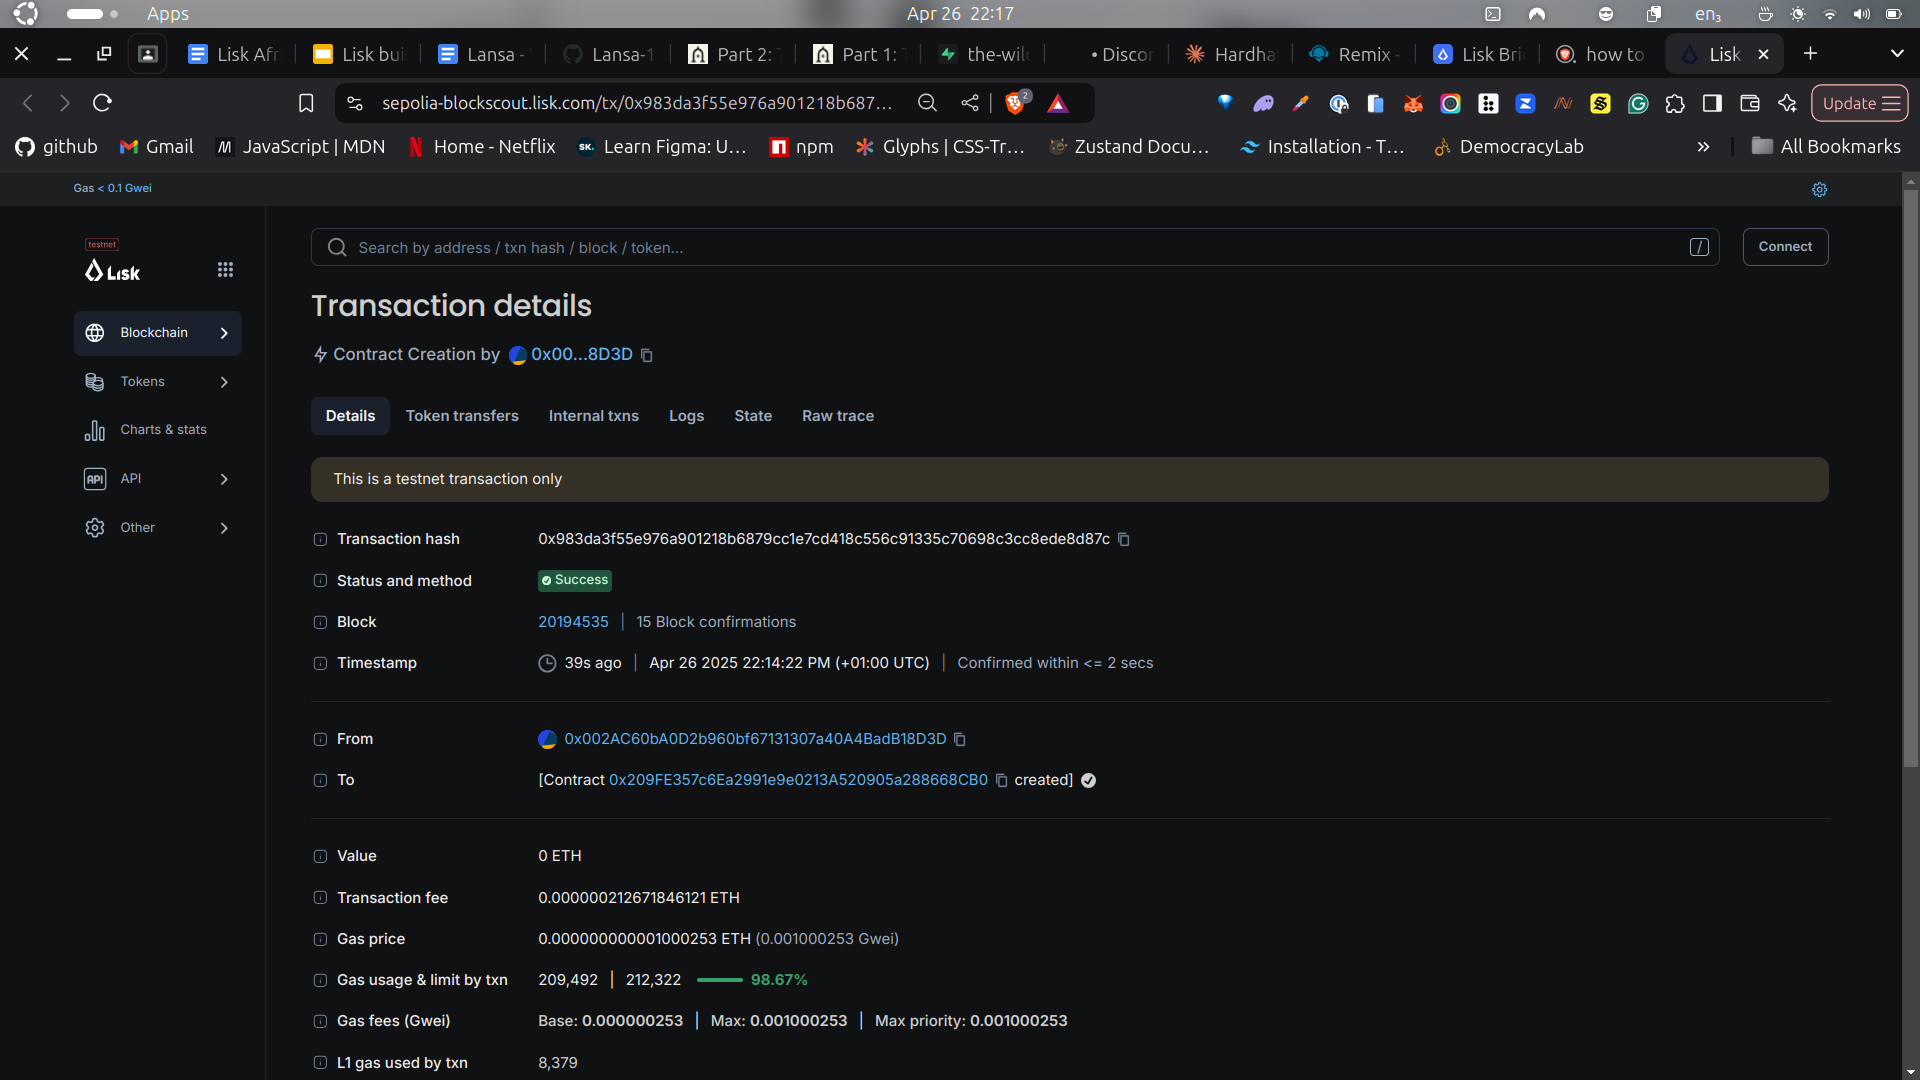 Apps
Apr 26 22:17
en₃
Lisk Afr
Lisk bui
Lansa -
Lansa-1
Part 2:
Part 1:
the-wil
• Discor
Hardha
Remix -
Lisk Bri
how to
Lisk
sepolia-blockscout.lisk.com/tx/0x983da3f55e976a901218b687...
2
Update
github
Gmail
JavaScript | MDN
Home - Netflix
Learn Figma: U...
npm
Glyphs | CSS-Tr...
Zustand Docu...
Installation - T...
DemocracyLab
»
All Bookmarks
Gas < 0.1 Gwei
testnet
Lisk
Search by address / txn hash / block / token...
/
Connect
Blockchain
Tokens
Charts & stats
API
API
Other
Transaction details
Contract Creation by 0x00...8D3D
Details
Token transfers
Internal txns
Logs
State
Raw trace
This is a testnet transaction only
Transaction hash
0x983da3f55e976a901218b6879cc1e7cd418c556c91335c70698c3cc8ede8d87c
Status and method
Success
Block
20194535 | 15 Block confirmations
Timestamp
39s ago | Apr 26 2025 22:14:22 PM (+01:00 UTC) | Confirmed within <= 2 secs
From
0x002AC60bA0D2b960bf67131307a40A4BadB18D3D
To
[Contract 0x209FE357c6Ea2991e9e0213A520905a288668CB0 created]
Value
0 ETH
Transaction fee
0.000000212671846121 ETH
Gas price
0.000000000001000253 ETH (0.001000253 Gwei)
Gas usage & limit by txn
209,492 | 212,322 98.67%
Gas fees (Gwei)
Base: 0.000000253 | Max: 0.001000253 | Max priority: 0.001000253
L1 gas used by txn
8,379